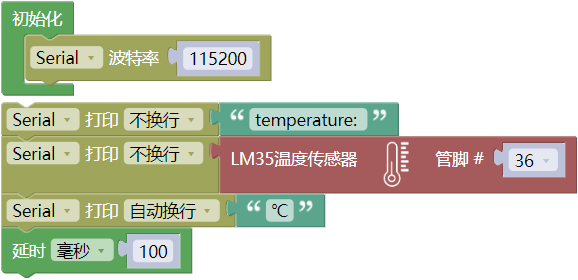 初始化
Serial 波特率 115200
Serial 打印 不换行 “ temperature: ”
Serial 打印 不换行 LM35温度传感器 管脚 # 36
Serial 打印 自动换行 “ ℃ ”
延时 毫秒 100